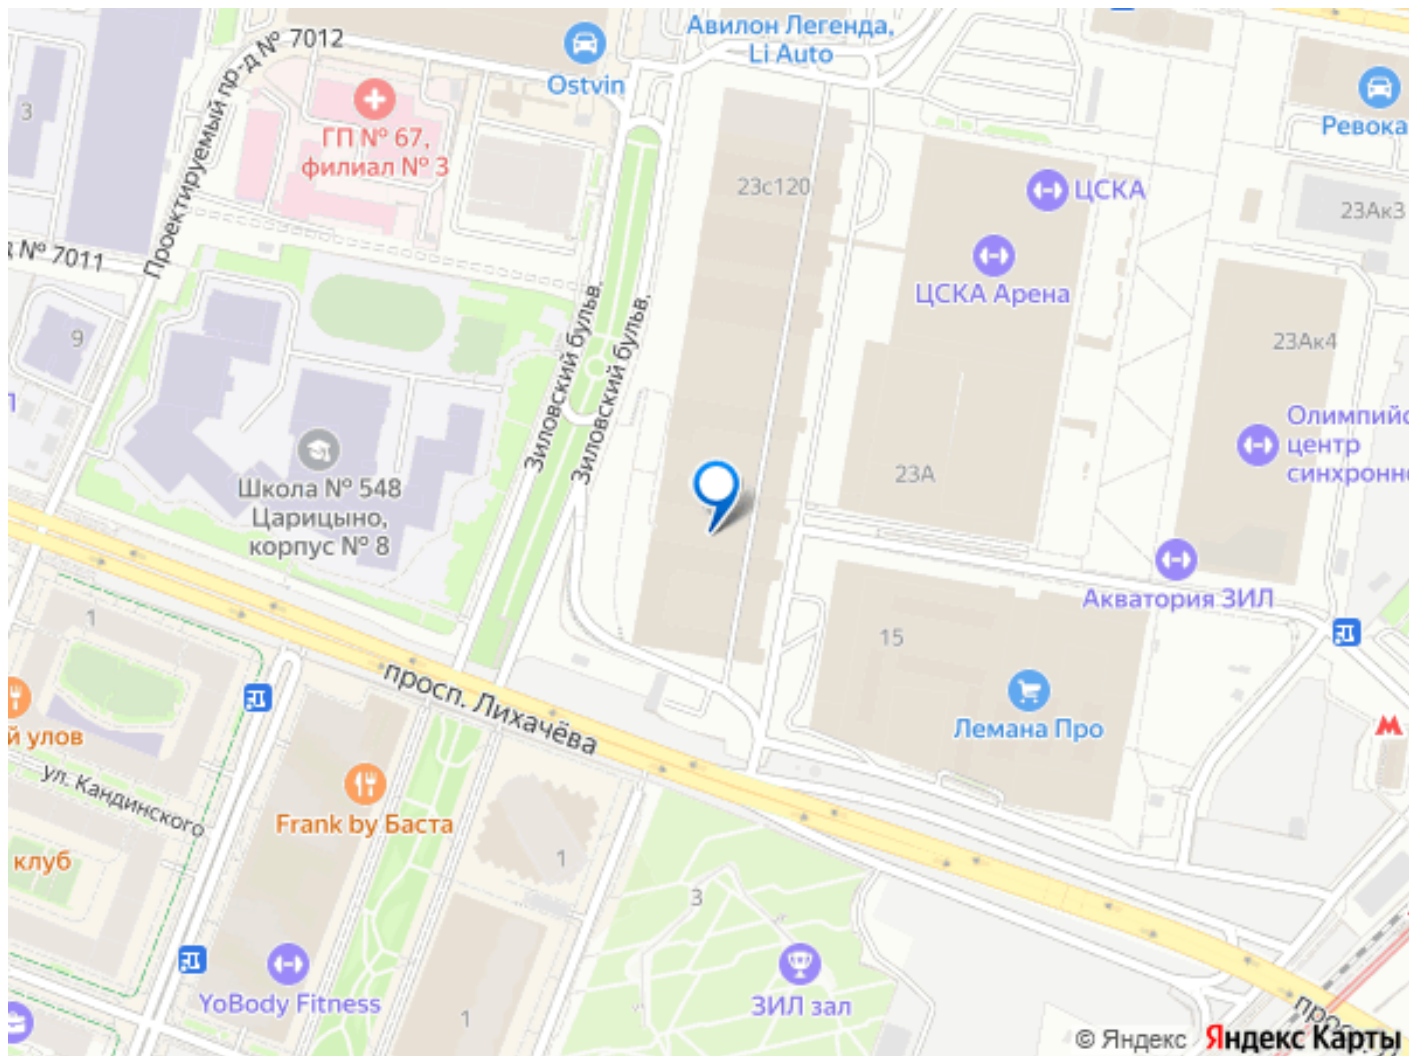 Авилон Легенда,
Li Auto
Проектируемый пр-д № 7012
Ostvin
3
ГП № 67,
филиал № 3
Ревока
23с120
ЦСКА
23Ак3
№ 7011
ЦСКА Арена
9
23Ак4
Зиловский бульв.
Зиловский бульв.
Олимпийс
центр
синхронн
23А
Школа № 548
Царицыно,
корпус № 8
Акватория ЗИЛ
1
15
просп. Лихачёва
Лемана Про
й улов
ул. Кандинского
Frank by Баста
клуб
1
3
YoBody Fitness
ЗИЛ зал
1
прос
© Яндекс Яндекс Карты